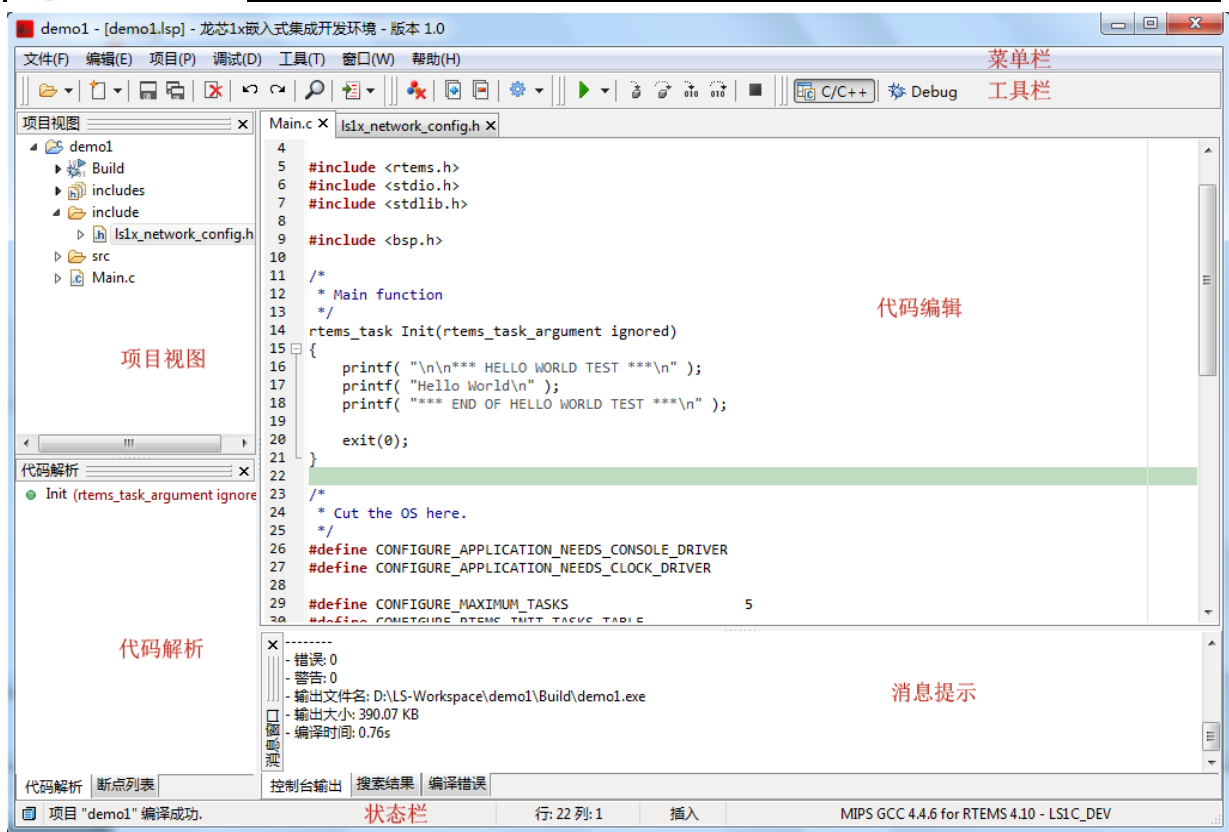 demo1 - [demo1.lsp] - 龙芯1x嵌入式集成开发环境 - 版本 1.0
文件(F) 编辑(E) 项目(P) 调试(D) 工具(T) 窗口(W) 帮助(H) 菜单栏
C/C++ Debug 工具栏
项目视图
demo1
Build
includes
include
ls1x_network_config.h
src
Main.c
项目视图
Main.c ls1x_network_config.h
4
5 #include <rtems.h>
6 #include <stdio.h>
7 #include <stdlib.h>
8
9 #include <bsp.h>
10
11 /*
12 * Main function
13 */
14 rtems_task Init(rtems_task_argument ignored)
15 {
16 printf( "\n\n*** HELLO WORLD TEST ***\n" );
17 printf( "Hello World\n" );
18 printf( "*** END OF HELLO WORLD TEST ***\n" );
19
20 exit(0);
21 }
22
23 /*
24 * Cut the OS here.
25 */
26 #define CONFIGURE_APPLICATION_NEEDS_CONSOLE_DRIVER
27 #define CONFIGURE_APPLICATION_NEEDS_CLOCK_DRIVER
28
29 #define CONFIGURE_MAXIMUM_TASKS 5
30 #define CONFIGURE_RTEMS_INIT_TASKS_TABLE
代码编辑
代码解析
Init (rtems_task_argument ignore
代码解析
代码解析 断点列表
消息窗口
--------
- 错误: 0
- 警告: 0
- 输出文件名: D:\LS-Workspace\demo1\Build\demo1.exe
- 输出大小: 390.07 KB
- 编译时间: 0.76s
消息提示
控制台输出 搜索结果 编译错误
项目 "demo1" 编译成功. 状态栏 行: 22 列: 1 插入 MIPS GCC 4.4.6 for RTEMS 4.10 - LS1C_DEV